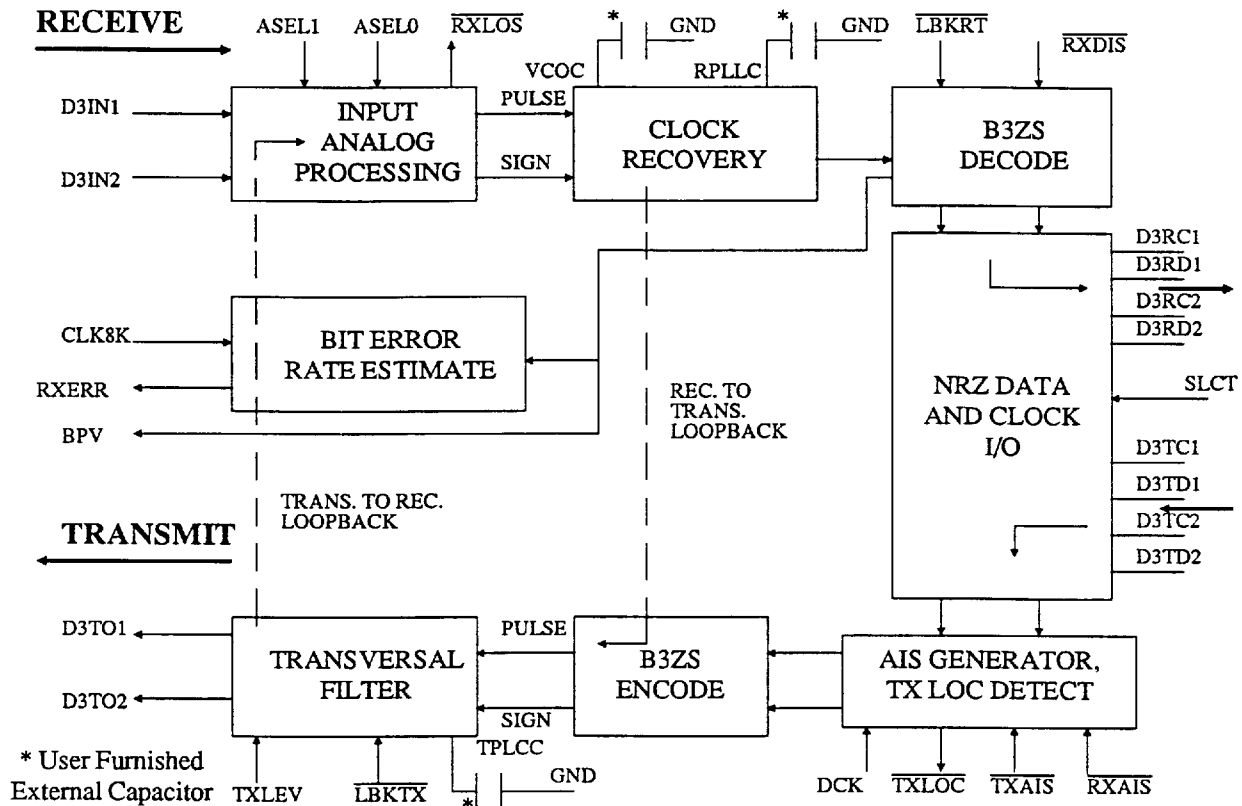 RECEIVE
ASEL1
ASEL0
RXLOS
*
GND
*
GND
LBKRT
RXDIS
VCOC
RPLLC
D3IN1
D3IN2
INPUT
ANALOG
PROCESSING
PULSE
SIGN
CLOCK
RECOVERY
B3ZS
DECODE
D3RC1
D3RD1
D3RC2
D3RD2
CLK8K
RXERR
BPV
BIT ERROR
RATE ESTIMATE
REC. TO
TRANS.
LOOPBACK
NRZ DATA
AND CLOCK
I/O
SLCT
D3TC1
D3TD1
D3TC2
D3TD2
TRANS. TO REC.
LOOPBACK
TRANSMIT
D3TO1
D3TO2
TRANSVERSAL
FILTER
PULSE
SIGN
B3ZS
ENCODE
AIS GENERATOR,
TX LOC DETECT
* User Furnished
External Capacitor
TXLEV
LBKTX
TPLCC
*
GND
DCK
TXLOC
TXAIS
RXAIS